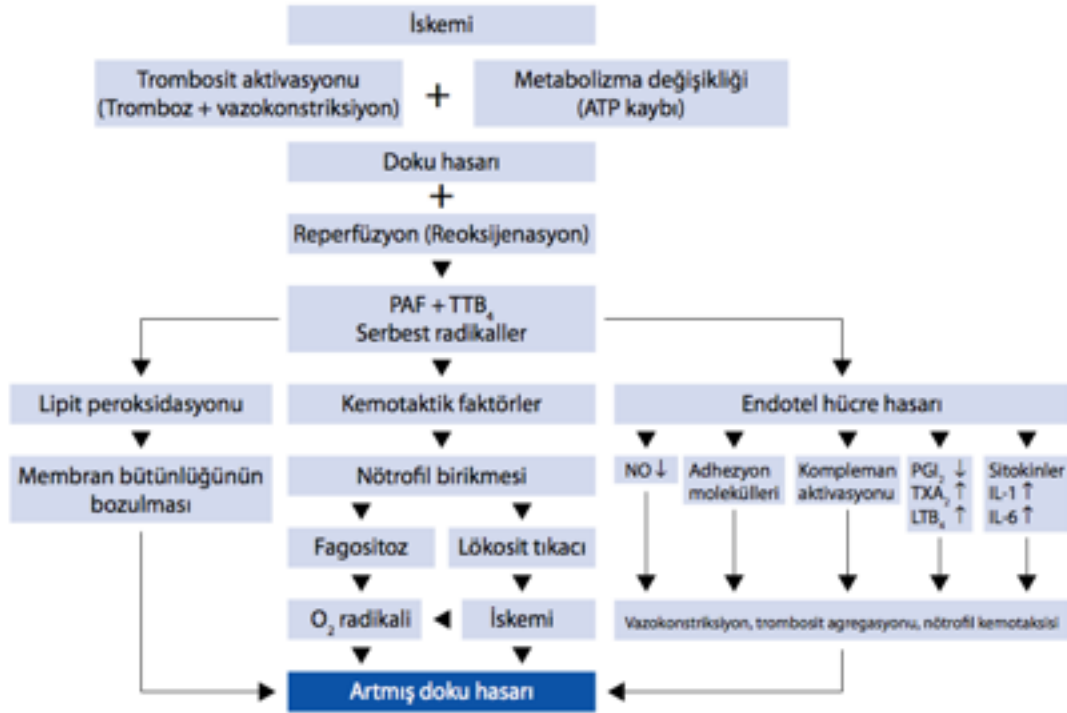 İskemi
Trombosit aktivasyonu
(Tromboz + vazokonstriksiyon)
+
Metabolizma değişikliği
(ATP kaybı)
Doku hasarı
+
Reperfüzyon (Reoksijenasyon)
PAF + TTB₄
Serbest radikaller
Lipit peroksidasyonu
Kemotaktik faktörler
Endotel hücre hasarı
Membran bütünlüğünün
bozulması
Nötrofil birikmesi
NO ↓
Adhezyon
molekülleri
Kompleman
aktivasyonu
PGI₂ ↓
TXA₂ ↑
LTB₄ ↑
Sitokinler
IL-1 ↑
IL-6 ↑
Fagositoz
Lökosit tıkacı
O₂ radikali
İskemi
Vazokonstriksiyon, trombosit agregasyonu, nötrofil kemotaksisi
Artmış doku hasarı